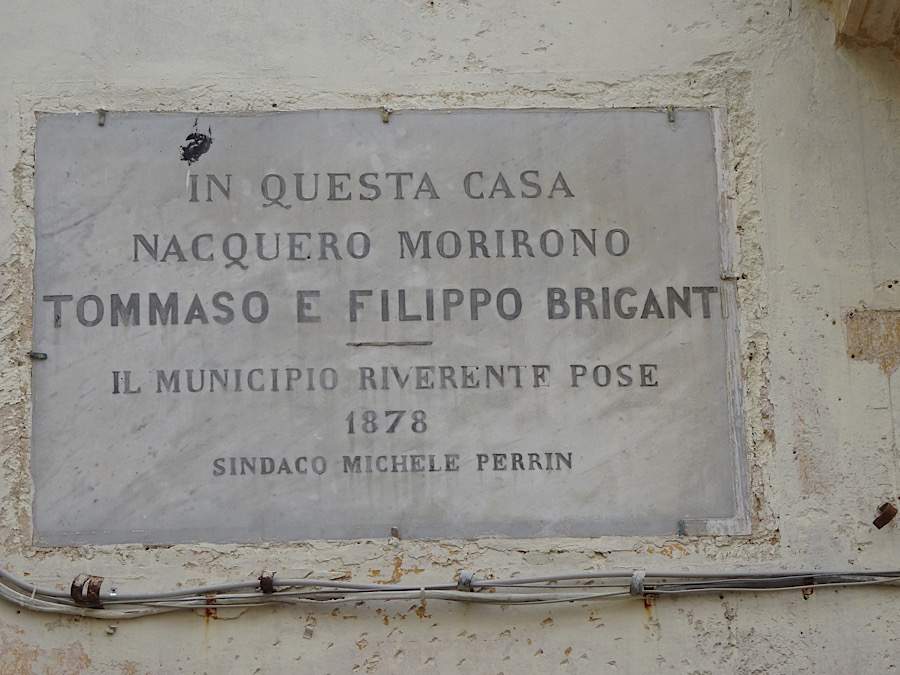 IN QUESTA CASA
NACQUERO MORIRONO
TOMMASO E FILIPPO BRIGANTI
IL MUNICIPIO RIVERENTE POSE
1878
SINDACO MICHELE PERRIN